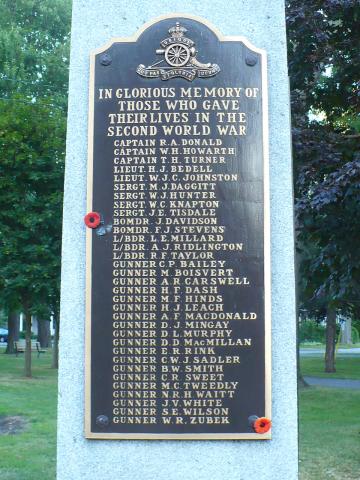 UBIQUE
IN GLORIOUS MEMORY OF
THOSE WHO GAVE
THEIR LIVES IN THE
SECOND WORLD WAR
CAPTAIN R.A. DONALD
CAPTAIN W.H. HOWARTH
CAPTAIN T.H. TURNER
LIEUT. H.J. BEDELL
LIEUT. W.J.C. JOHNSTON
SERGT. M.J. DAGGITT
SERGT. W.J. HUNTER
SERGT. W.C. KNAPTON
SERGT. J.E. TISDALE
BOMDR. J. DAVIDSON
BOMDR. F.J. STEVENS
L/BDR. L.E. MILLARD
L/BDR. A.J. RIDLINGTON
L/BDR. R.F. TAYLOR
GUNNER C.P. BAILEY
GUNNER M. BOISVERT
GUNNER A.R. CARSWELL
GUNNER H.F. DASH
GUNNER M.F. HINDS
GUNNER H.J. LEACH
GUNNER A.F. MACDONALD
GUNNER D.J. MINGAY
GUNNER D.L. MURPHY
GUNNER D.D. MACMILLAN
GUNNER E.R. RINK
GUNNER C.W.J. SADLER
GUNNER B.W. SMITH
GUNNER C.R. SWEET
GUNNER M.C. TWEEDLY
GUNNER N.R.H. WAITT
GUNNER J.V. WHITE
GUNNER S.E. WILSON
GUNNER W.R. ZUBEK